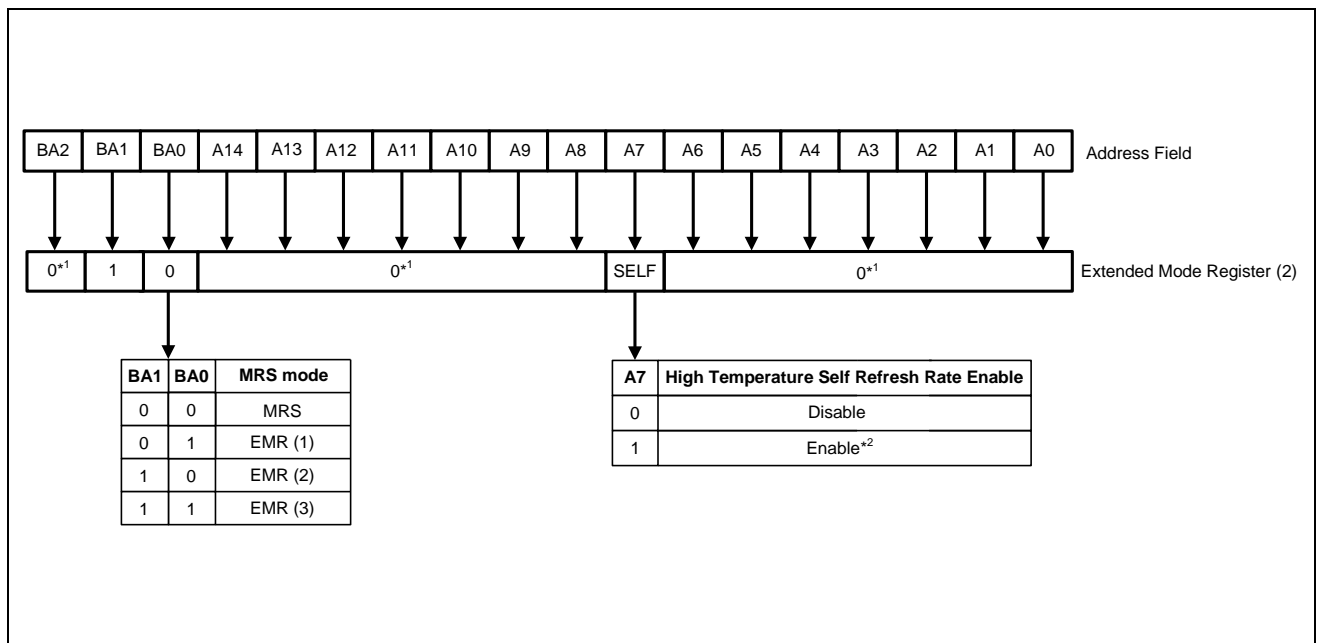 BA2 BA1 BA0 A14 A13 A12 A11 A10 A9 A8 A7 A6 A5 A4 A3 A2 A1 A0 Address Field
0*1 1 0 0*1 SELF 0*1 Extended Mode Register (2)
BA1 BA0 MRS mode
0 0 MRS
0 1 EMR (1)
1 0 EMR (2)
1 1 EMR (3)
A7 High Temperature Self Refresh Rate Enable
0 Disable
1 Enable*2